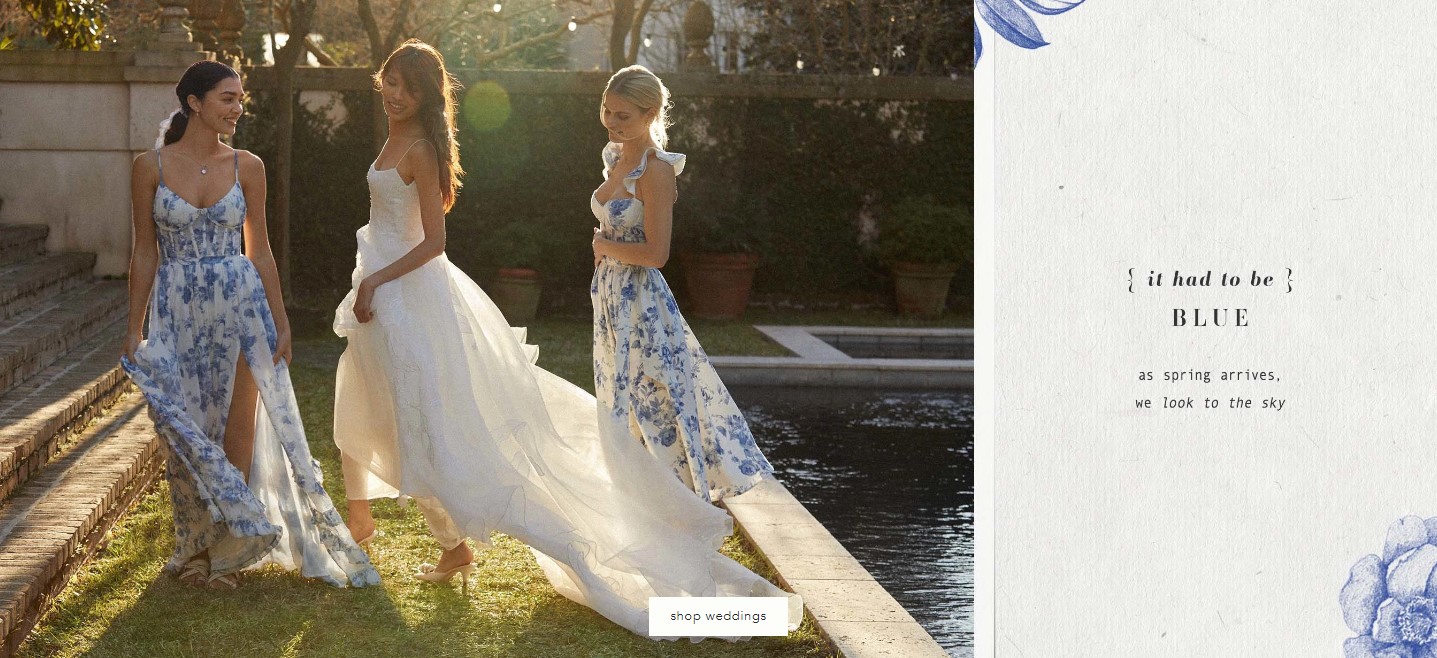 { it had to be }
BLUE
as spring arrives,
we look to the sky
shop weddings